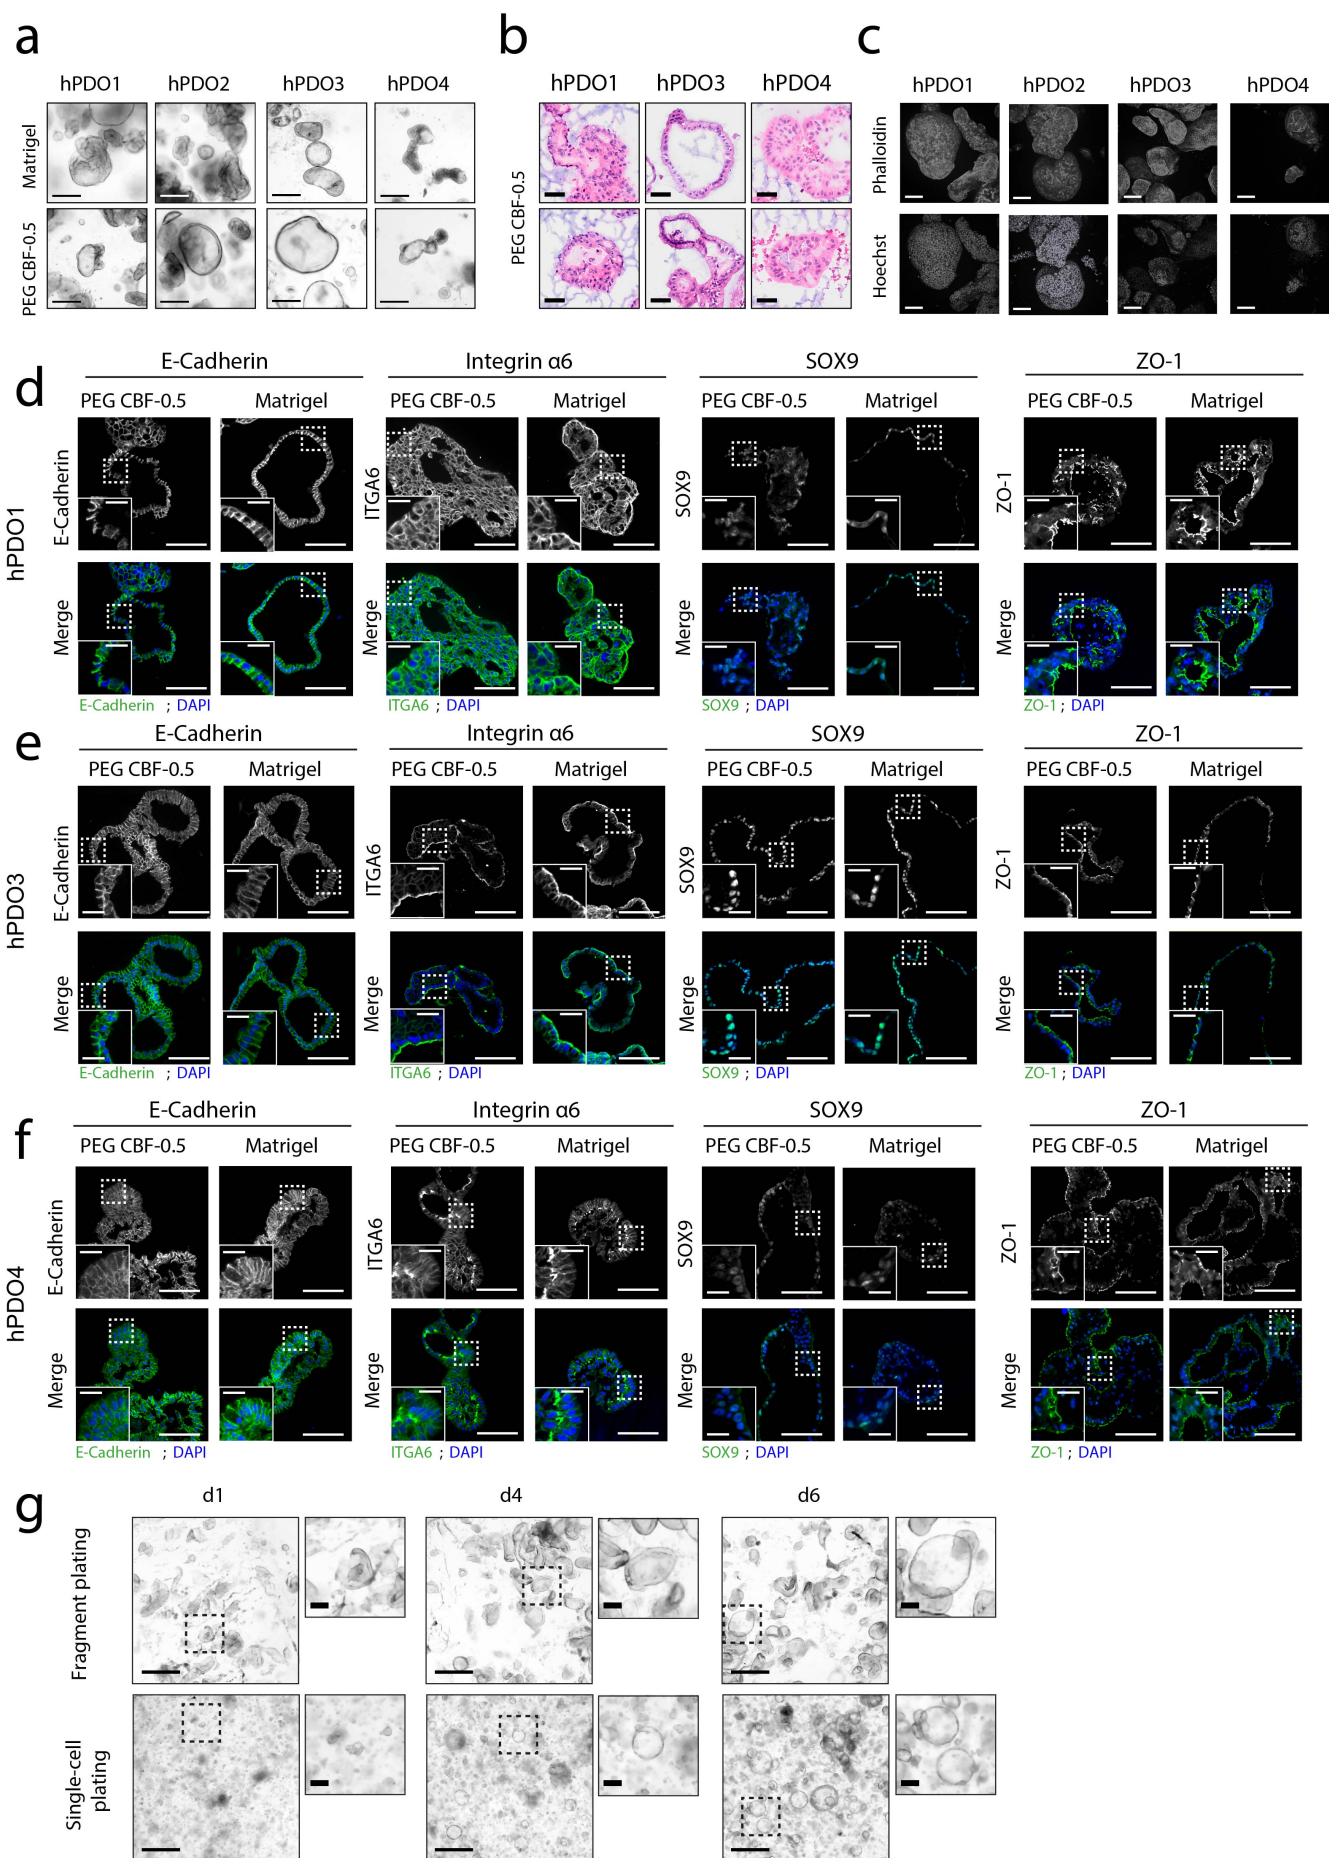 a
hPDO1 hPDO2 hPDO3 hPDO4
Matrigel
PEG CBF-0.5
b
hPDO1 hPDO3 hPDO4
PEG CBF-0.5
c
hPDO1 hPDO2 hPDO3 hPDO4
Phalloidin
Hoechst
d
E-Cadherin Integrin α6 SOX9 ZO-1
PEG CBF-0.5 Matrigel PEG CBF-0.5 Matrigel PEG CBF-0.5 Matrigel PEG CBF-0.5 Matrigel
hPDO1
E-Cadherin ITGA6 SOX9 ZO-1
Merge Merge Merge Merge
E-Cadherin ; DAPI ITGA6 ; DAPI SOX9 ; DAPI ZO-1 ; DAPI
e
E-Cadherin Integrin α6 SOX9 ZO-1
PEG CBF-0.5 Matrigel PEG CBF-0.5 Matrigel PEG CBF-0.5 Matrigel PEG CBF-0.5 Matrigel
hPDO3
E-Cadherin ITGA6 SOX9 ZO-1
Merge Merge Merge Merge
E-Cadherin ; DAPI ITGA6 ; DAPI SOX9 ; DAPI ZO-1 ; DAPI
f
E-Cadherin Integrin α6 SOX9 ZO-1
PEG CBF-0.5 Matrigel PEG CBF-0.5 Matrigel PEG CBF-0.5 Matrigel PEG CBF-0.5 Matrigel
hPDO4
E-Cadherin ITGA6 SOX9 ZO-1
Merge Merge Merge Merge
E-Cadherin ; DAPI ITGA6 ; DAPI SOX9 ; DAPI ZO-1 ; DAPI
g
d1 d4 d6
Fragment plating
Single-cell
plating